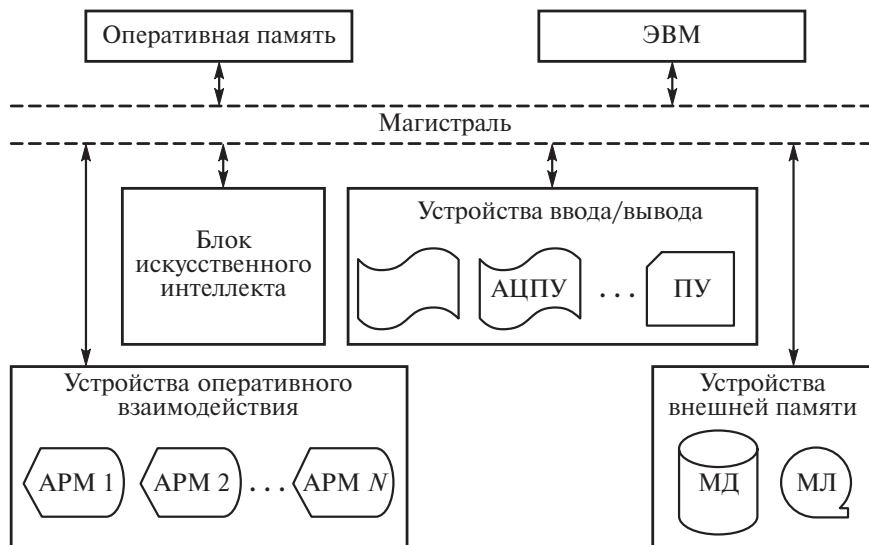 Оперативная память
ЭВМ
Магистраль
Блок
искусственного
интеллекта
Устройства ввода/вывода
АЦПУ
. . .
ПУ
Устройства оперативного
взаимодействия
АРМ 1
АРМ 2
. . .
АРМ N
Устройства
внешней памяти
МД
МЛ